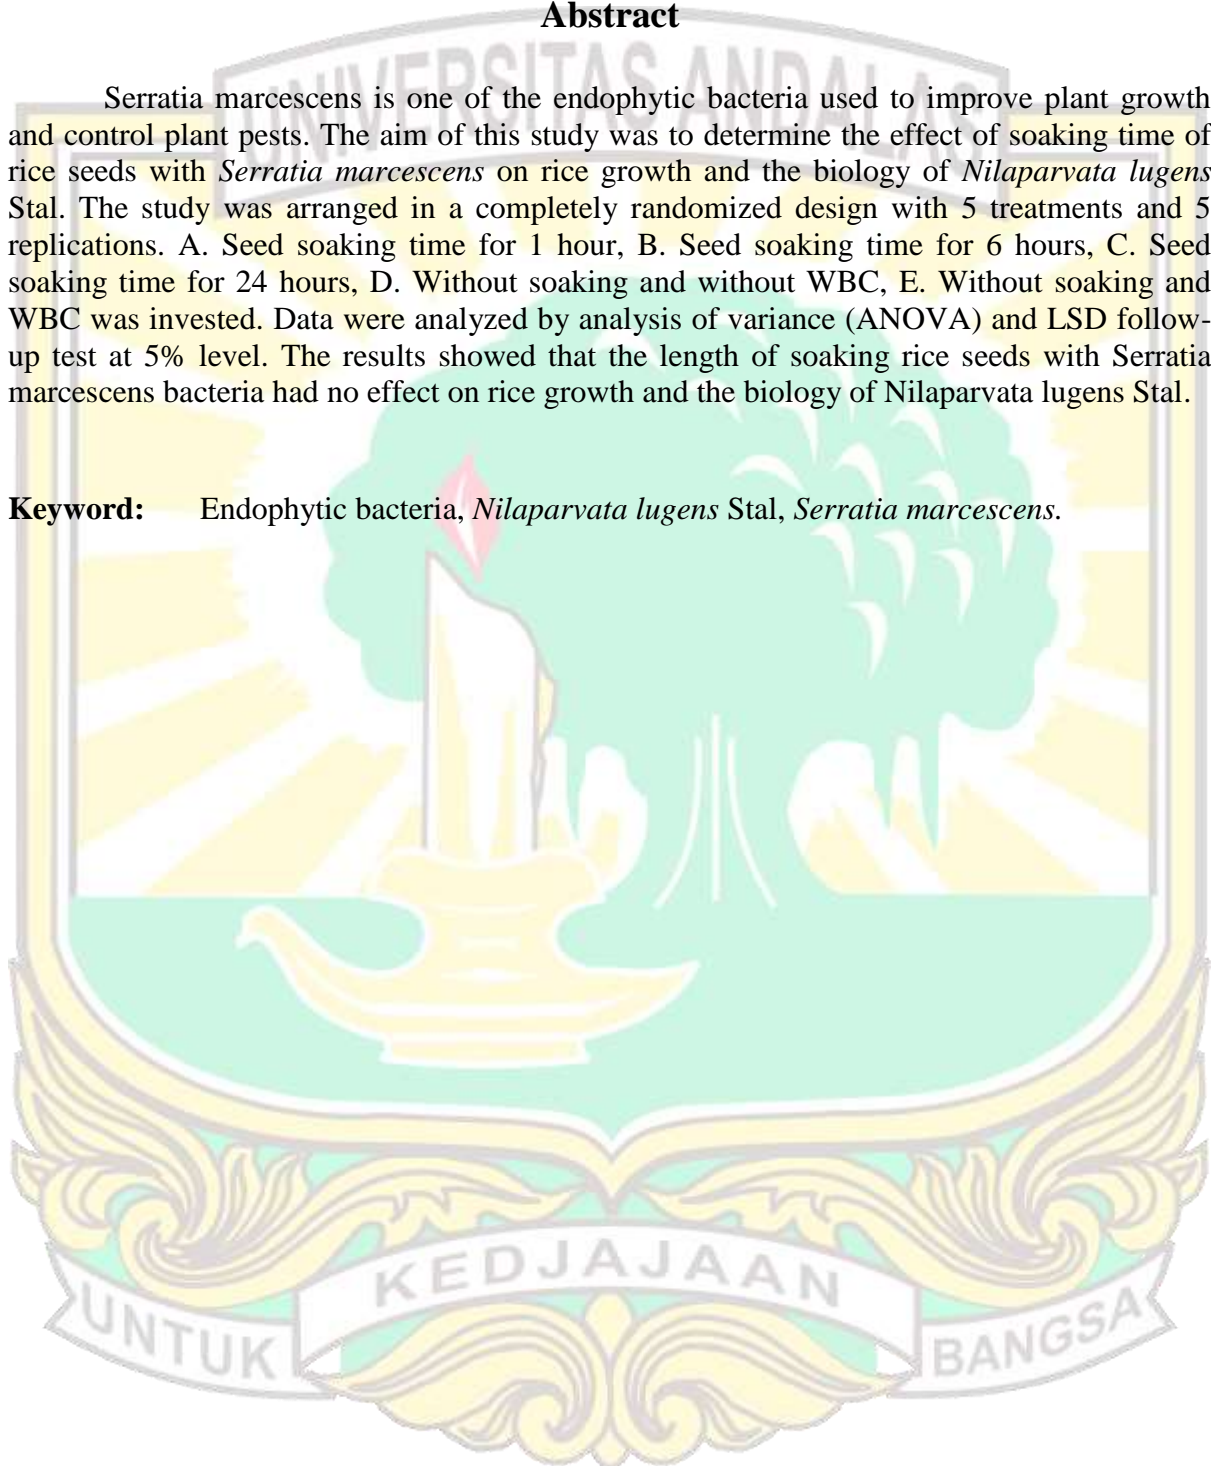 Abstract
UNIVERSITAS ANDALAS
Serratia marcescens is one of the endophytic bacteria used to improve plant growth
and control plant pests. The aim of this study was to determine the effect of soaking time of
rice seeds with Serratia marcescens on rice growth and the biology of Nilaparvata lugens
Stal. The study was arranged in a completely randomized design with 5 treatments and 5
replications. A. Seed soaking time for 1 hour, B. Seed soaking time for 6 hours, C. Seed
soaking time for 24 hours, D. Without soaking and without WBC, E. Without soaking and
WBC was invested. Data were analyzed by analysis of variance (ANOVA) and LSD follow-
up test at 5% level. The results showed that the length of soaking rice seeds with Serratia
marcescens bacteria had no effect on rice growth and the biology of Nilaparvata lugens Stal.
Keyword: Endophytic bacteria, Nilaparvata lugens Stal, Serratia marcescens.
UNTUK KEDJAJAAN BANGSA